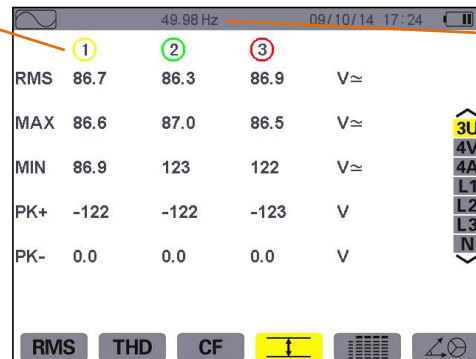 49.98 Hz 09/10/14 17:24
1 2 3
RMS 86.7 86.3 86.9 V≃
MAX 86.6 87.0 86.5 V≃
MIN 86.9 123 122 V≃
PK+ -122 -122 -123 V
PK- 0.0 0.0 0.0 V
3U
4V
4A
L1
L2
L3
N
RMS THD CF